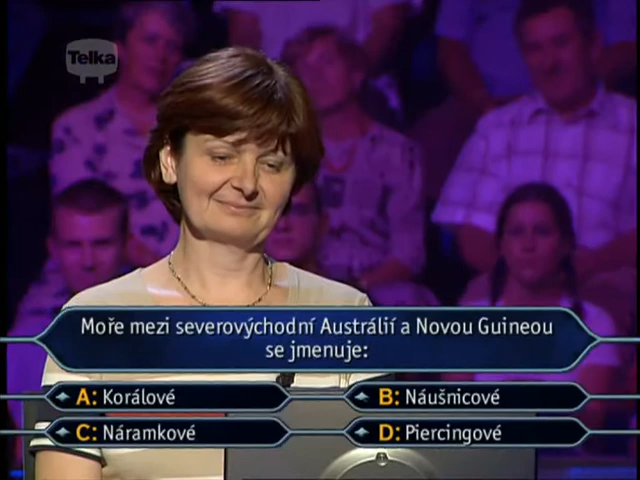 Telka
Moře mezi severovýchodní Austrálií a Novou Guineou
se jmenuje:
A: Korálové
B: Náušnicové
C: Náramkové
D: Piercingové